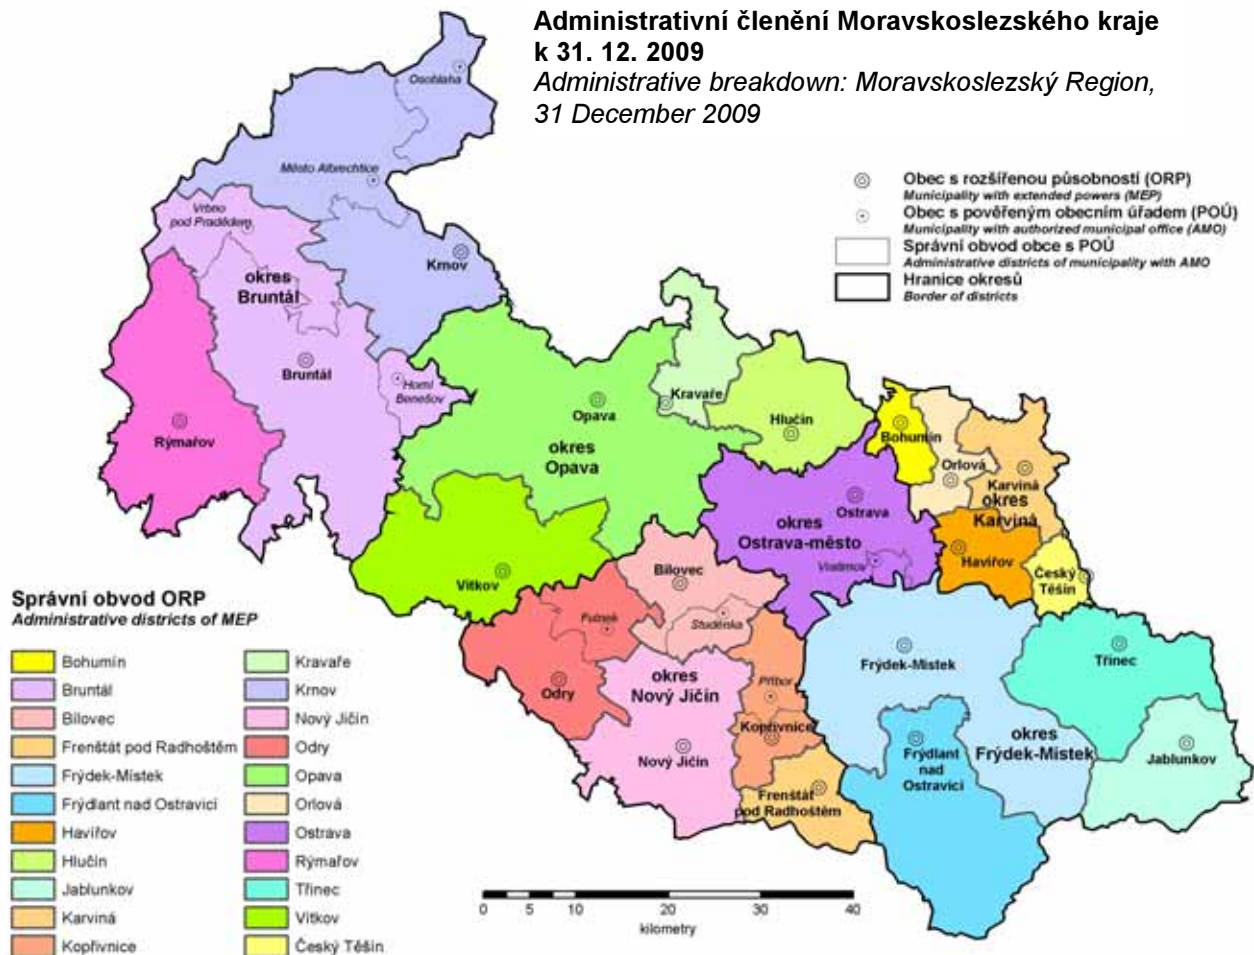 Administrativní členění Moravskoslezského kraje
k 31. 12. 2009
Administrative breakdown: Moravskoslezský Region,
31 December 2009
Obec s rozšířenou působností (ORP)
Municipality with extended powers (MEP)
Obec s pověřeným obecním úřadem (POÚ)
Municipality with authorized municipal office (AMO)
Správní obvod obce s POÚ
Administrative districts of municipality with AMO
Hranice okresů
Border of districts
Osoblaha
Město Albrechtice
Vrbno
pod Pradědem
Krnov
okres
Bruntál
Bruntál
Horní
Benešov
Rýmařov
Opava
okres
Opava
Kravaře
Hlučín
Bohumín
Orlová
Karviná
okres
Karviná
Ostrava
okres
Ostrava-město
Vratimov
Havířov
Český
Těšín
Vítkov
Bílovec
Studénka
Fulnek
Odry
okres
Nový Jičín
Nový Jičín
Příbor
Kopřivnice
Frenštát
pod Radhoštěm
Frýdek-Místek
Třinec
okres
Frýdek-Místek
Frýdlant
nad
Ostravicí
Jablunkov
Správní obvod ORP
Administrative districts of MEP
Bohumín
Bruntál
Bílovec
Frenštát pod Radhoštěm
Frýdek-Místek
Frýdlant nad Ostravicí
Havířov
Hlučín
Jablunkov
Karviná
Kopřivnice
Kravaře
Krnov
Nový Jičín
Odry
Opava
Orlová
Ostrava
Rýmařov
Třinec
Vítkov
Český Těšín
0 5 10 20 30 40
kilometry